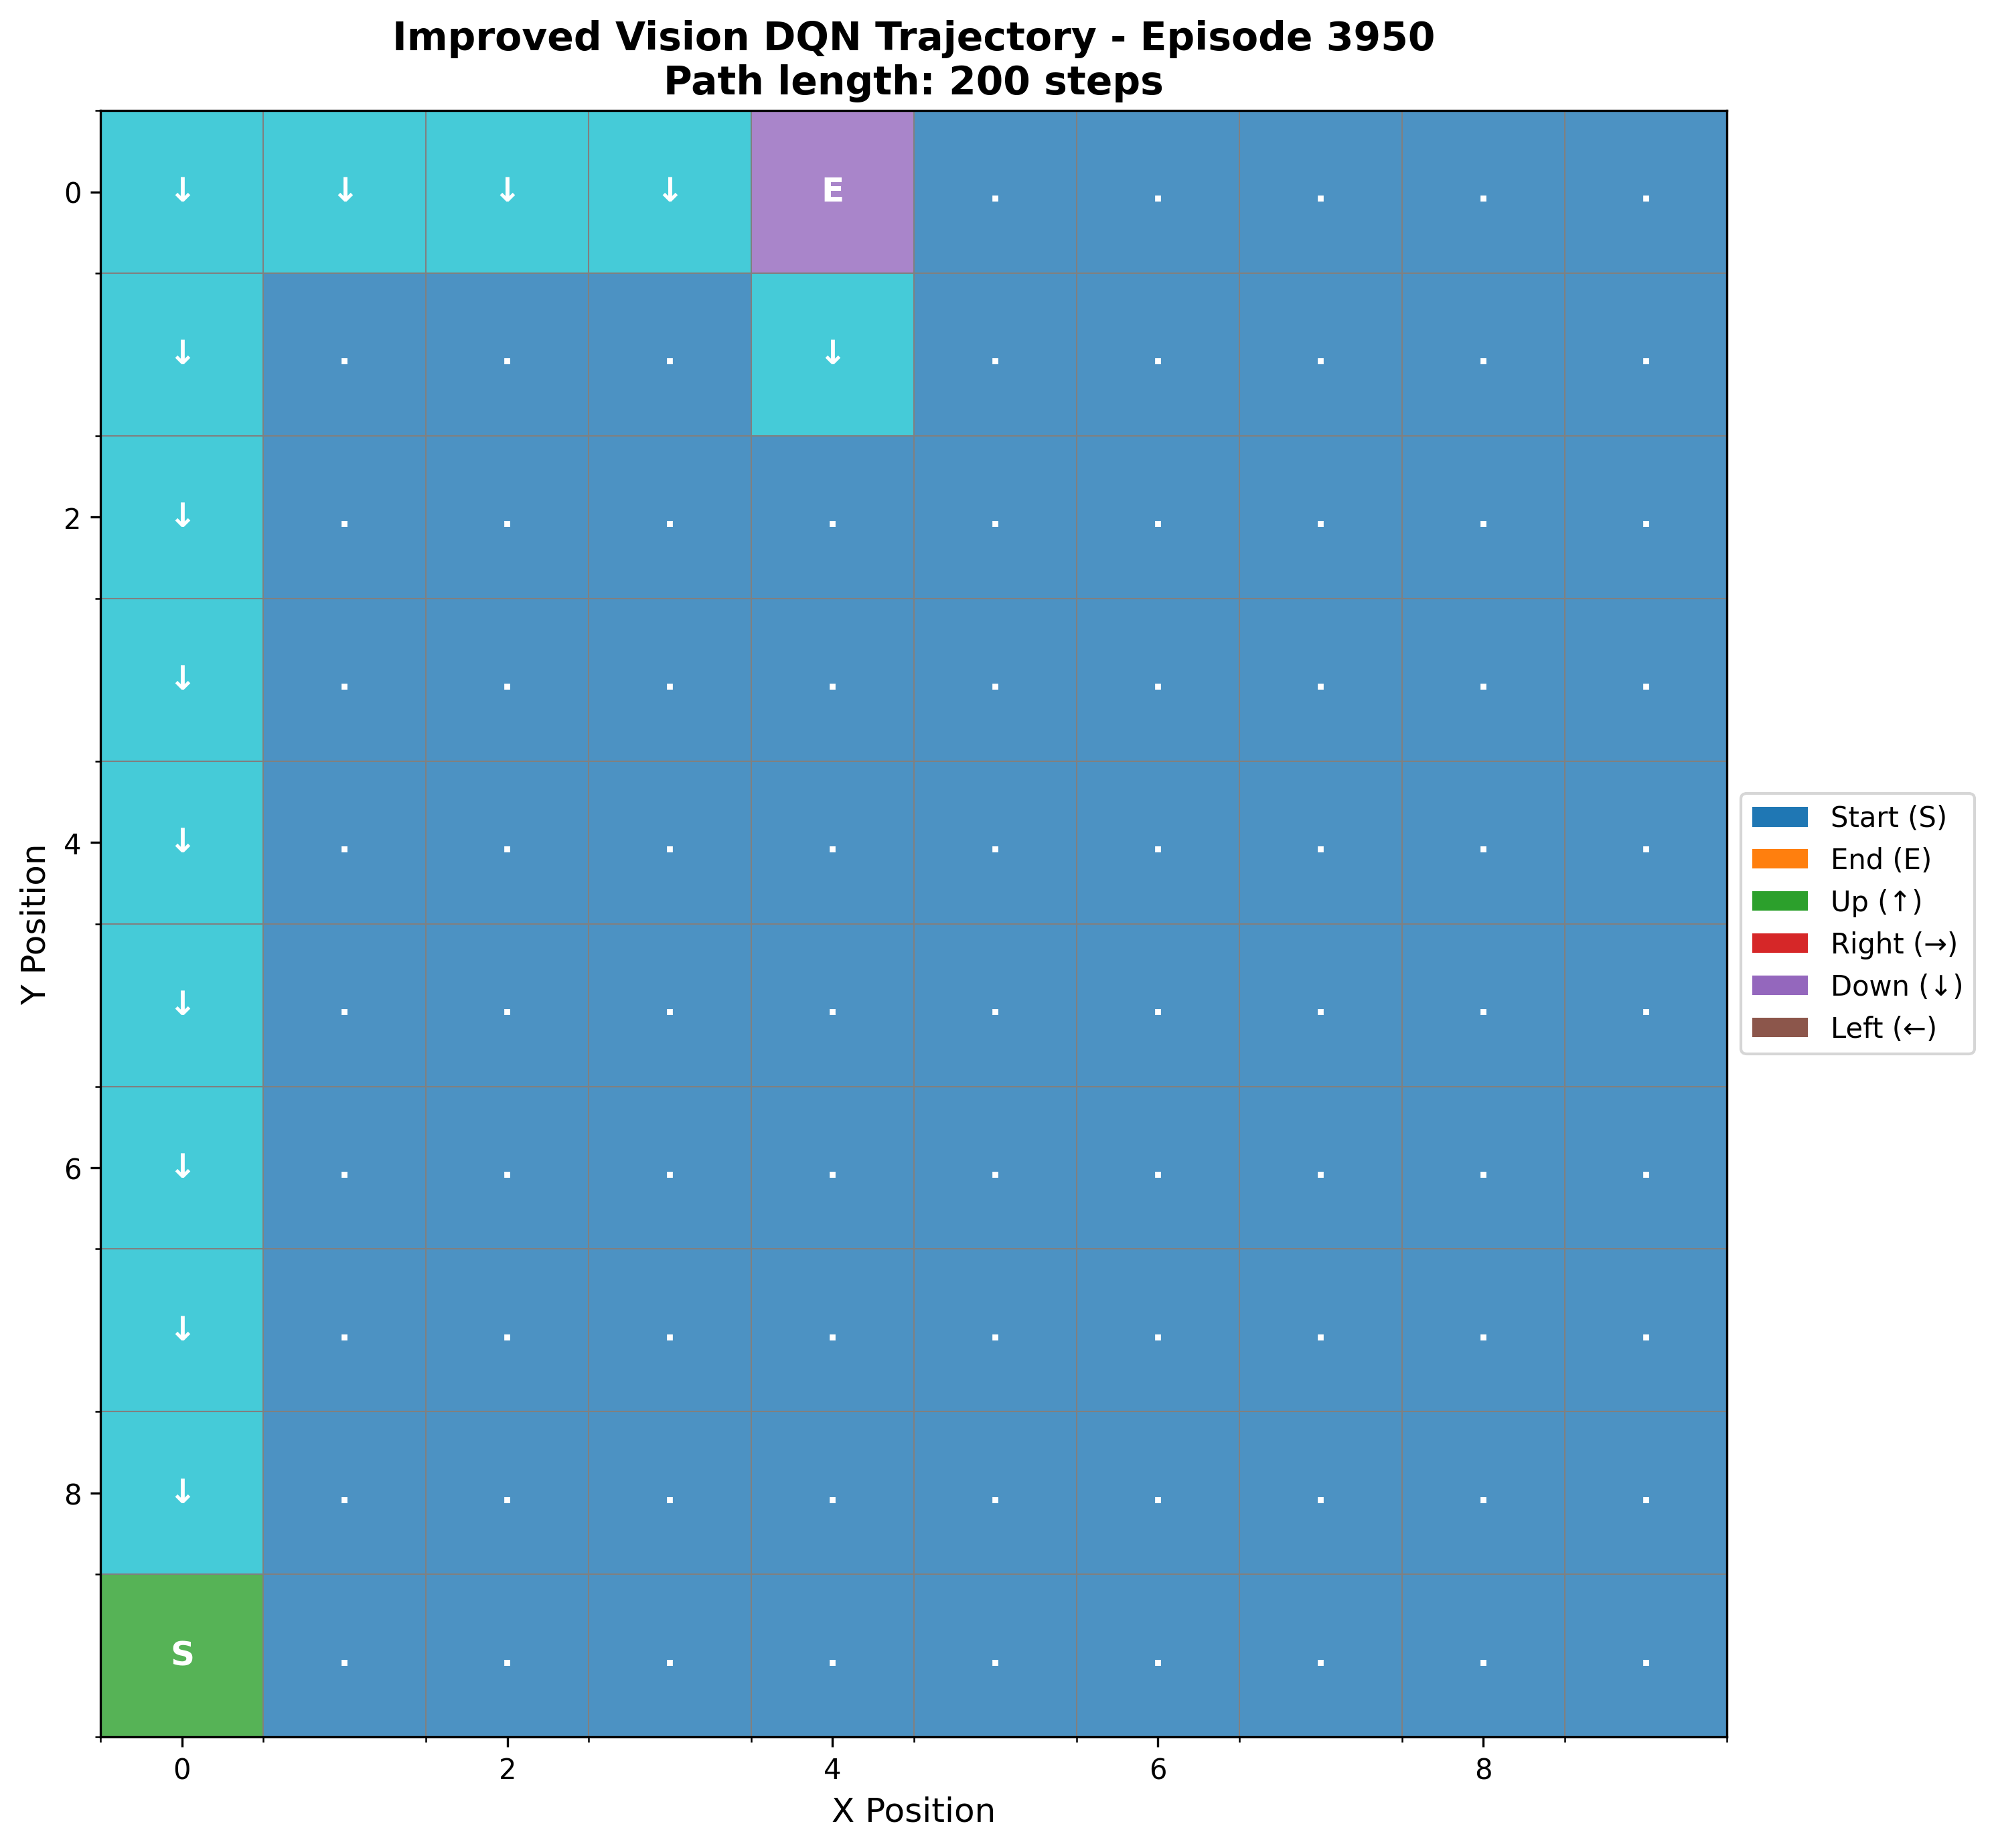 Improved Vision DQN Trajectory - Episode 3950
Path length: 200 steps
0 ↓ ↓ ↓ ↓ E . . . . .
↓ . . . ↓ . . . . .
2 ↓ . . . . . . . . .
↓ . . . . . . . . .
4 ↓ . . . . . . . . .
↓ . . . . . . . . .
6 ↓ . . . . . . . . .
↓ . . . . . . . . .
8 ↓ . . . . . . . . .
S . . . . . . . . .
0 2 4 6 8
X Position
Y Position
Start (S)
End (E)
Up (↑)
Right (→)
Down (↓)
Left (←)